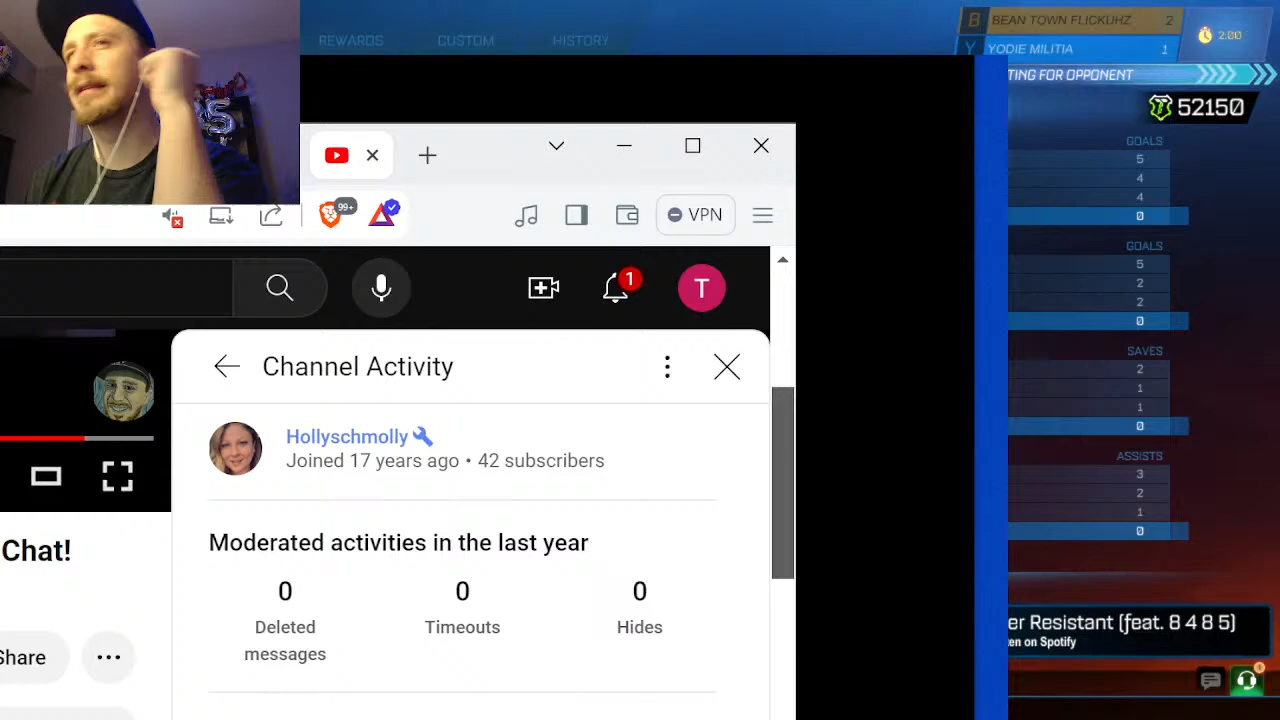 REWARDS CUSTOM HISTORY
B BEAN TOWN FLICKUHZ 2
Y YODIE MILITIA 1
2:00
TING FOR OPPONENT
52150
99+
VPN
1
T
Channel Activity
Hollyschmolly
Joined 17 years ago • 42 subscribers
Moderated activities in the last year
0 0 0
Deleted messages
Timeouts
Hides
Chat!
Share
GOALS
5
4
4
0
GOALS
5
2
2
0
SAVES
2
1
1
0
ASSISTS
3
2
1
0
er Resistant (feat. 8 4 8 5)
ten on Spotify